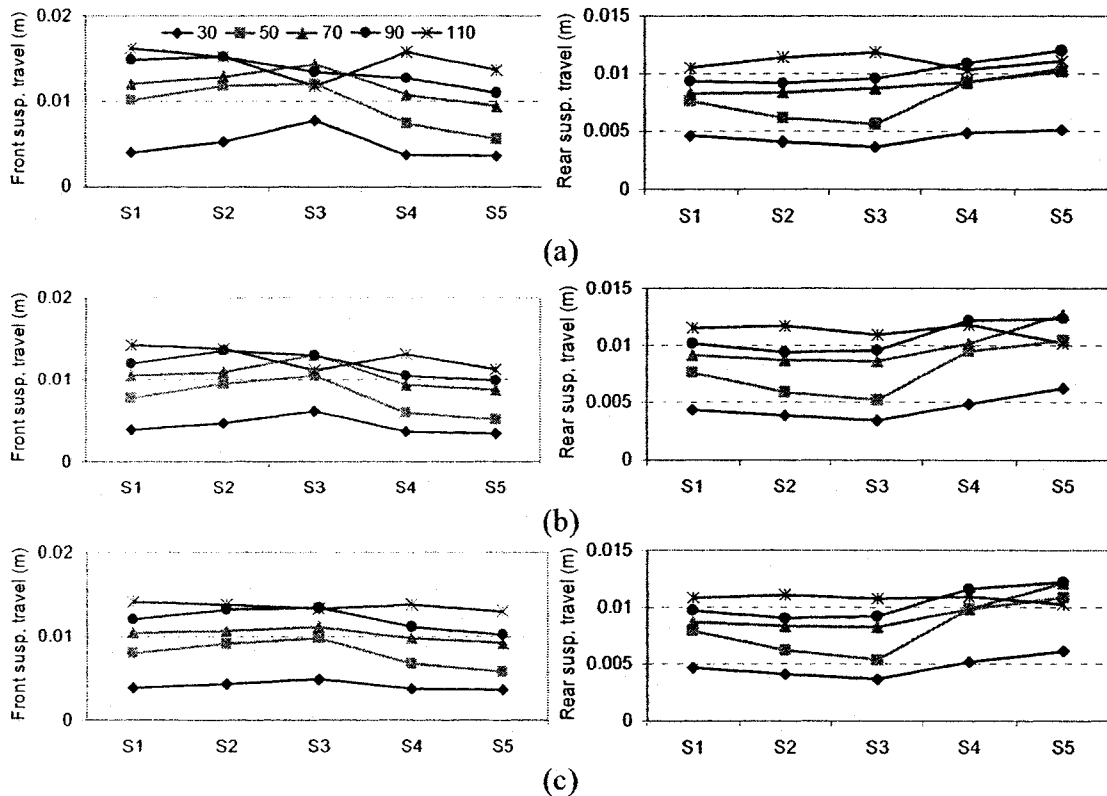 Front susp. travel (m)
0.02
0.01
0
30 50 70 90 110
S1 S2 S3 S4 S5
Rear susp. travel (m)
0.015
0.01
0.005
0
S1 S2 S3 S4 S5
(a)
Front susp. travel (m)
0.02
0.01
0
S1 S2 S3 S4 S5
Rear susp. travel (m)
0.015
0.01
0.005
0
S1 S2 S3 S4 S5
(b)
Front susp. travel (m)
0.02
0.01
0
S1 S2 S3 S4 S5
Rear susp. travel (m)
0.015
0.01
0.005
0
S1 S2 S3 S4 S5
(c)